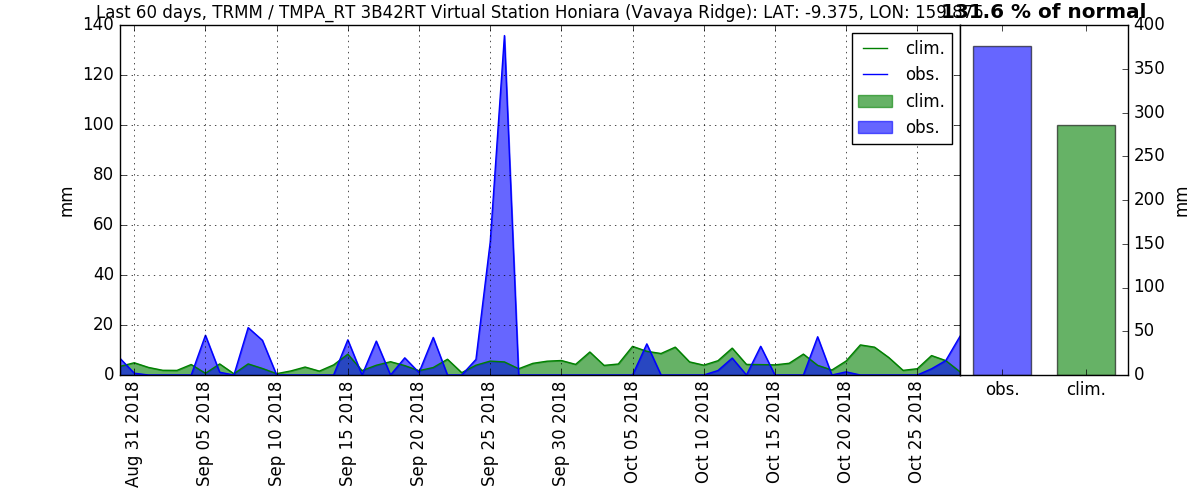 Last 60 days, TRMM / TMPA_RT 3B42RT Virtual Station Honiara (Vavaya Ridge): LAT: -9.375, LON:
131.6 % of normal
140
120
100
80
60
40
20
0
mm
clim.
obs.
clim.
obs.
400
350
300
250
200
150
100
50
0
mm
Aug 31 2018
Sep 05 2018
Sep 10 2018
Sep 15 2018
Sep 20 2018
Sep 25 2018
Sep 30 2018
Oct 05 2018
Oct 10 2018
Oct 15 2018
Oct 20 2018
Oct 25 2018
obs.
clim.